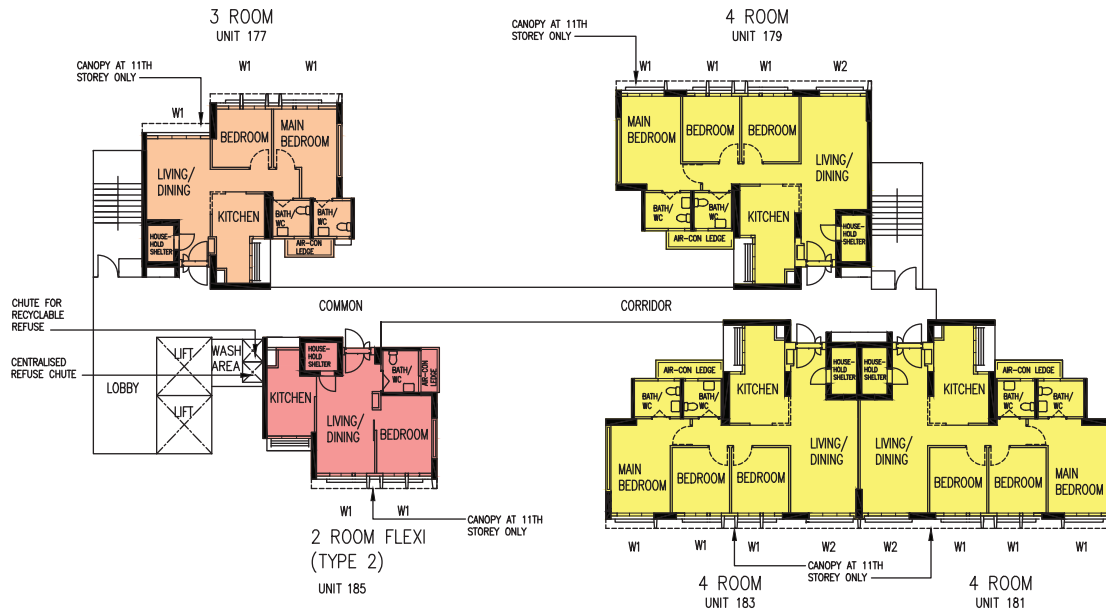 3 ROOM
UNIT 177
CANOPY AT 11TH
STOREY ONLY
W1
W1
W1
BEDROOM
MAIN
BEDROOM
LIVING/
DINING
KITCHEN
BATH/
WC
BATH/
WC
HOUSE-
HOLD
SHELTER
AIR-CON
LEDGE
4 ROOM
UNIT 179
CANOPY AT 11TH
STOREY ONLY
W1
W1
W1
W2
MAIN
BEDROOM
BEDROOM
BEDROOM
LIVING/
DINING
BATH/
WC
BATH/
WC
KITCHEN
HOUSE-
HOLD
SHELTER
AIR-CON LEDGE
COMMON
CORRIDOR
CHUTE FOR
RECYCLABLE
REFUSE
CENTRALISED
REFUSE CHUTE
LOBBY
LIFT
LIFT
WASH
AREA
HOUSE-
HOLD
SHELTER
BATH/
WC
AIR-CON
LEDGE
KITCHEN
LIVING/
DINING
BEDROOM
W1
W1
CANOPY AT 11TH
STOREY ONLY
2 ROOM FLEXI
(TYPE 2)
UNIT 185
AIR-CON LEDGE
BATH/
WC
BATH/
WC
KITCHEN
HOUSE-
HOLD
SHELTER
MAIN
BEDROOM
BEDROOM
BEDROOM
LIVING/
DINING
W1
W1
W1
W2
4 ROOM
UNIT 183
HOUSE-
HOLD
SHELTER
KITCHEN
AIR-CON LEDGE
BATH/
WC
BATH/
WC
LIVING/
DINING
BEDROOM
BEDROOM
MAIN
BEDROOM
W2
W1
W1
W1
CANOPY AT 11TH
STOREY ONLY
4 ROOM
UNIT 181